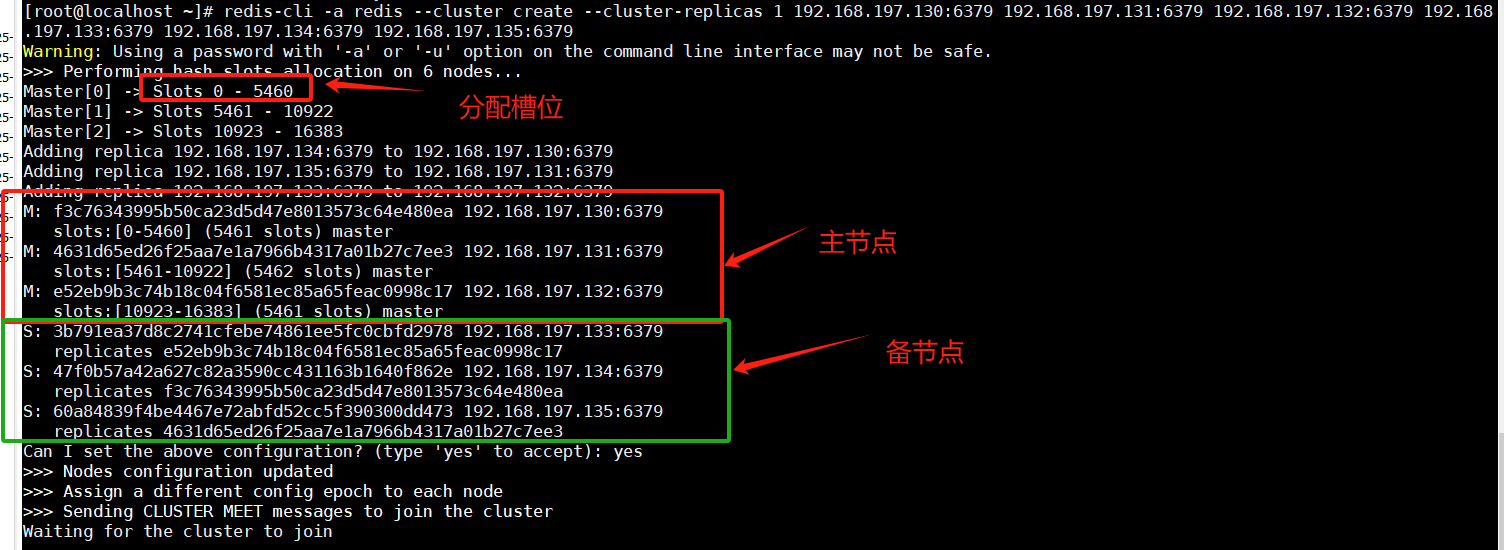 [root@localhost ~]# redis-cli -a redis --cluster create --cluster-replicas 1 192.168.197.130:6379 192.168.197.131:6379 192.168.197.132:6379 192.168
.197.133:6379 192.168.197.134:6379 192.168.197.135:6379
Warning: Using a password with '-a' or '-u' option on the command line interface may not be safe.
>>> Performing hash slots allocation on 6 nodes...
Master[0] -> Slots 0 - 5460
分配槽位
Master[1] -> Slots 5461 - 10922
Master[2] -> Slots 10923 - 16383
Adding replica 192.168.197.134:6379 to 192.168.197.130:6379
Adding replica 192.168.197.135:6379 to 192.168.197.131:6379
Adding replica 192.168.197.133:6379 to 192.168.197.132:6379
M: f3c76343995b50ca23d5d47e8013573c64e480ea 192.168.197.130:6379
slots:[0-5460] (5461 slots) master
主节点
M: 4631d65ed26f25aa7e1a7966b4317a01b27c7ee3 192.168.197.131:6379
slots:[5461-10922] (5462 slots) master
M: e52eb9b3c74b18c04f6581ec85a65feac0998c17 192.168.197.132:6379
slots:[10923-16383] (5461 slots) master
S: 3b791ea37d8c2741cfebe74861ee5fc0cbfd2978 192.168.197.133:6379
replicates e52eb9b3c74b18c04f6581ec85a65feac0998c17
备节点
S: 47f0b57a42a627c82a3590cc431163b1640f862e 192.168.197.134:6379
replicates f3c76343995b50ca23d5d47e8013573c64e480ea
S: 60a84839f4be4467e72abfd52cc5f390300dd473 192.168.197.135:6379
replicates 4631d65ed26f25aa7e1a7966b4317a01b27c7ee3
Can I set the above configuration? (type 'yes' to accept): yes
>>> Nodes configuration updated
>>> Assign a different config epoch to each node
>>> Sending CLUSTER MEET messages to join the cluster
Waiting for the cluster to join